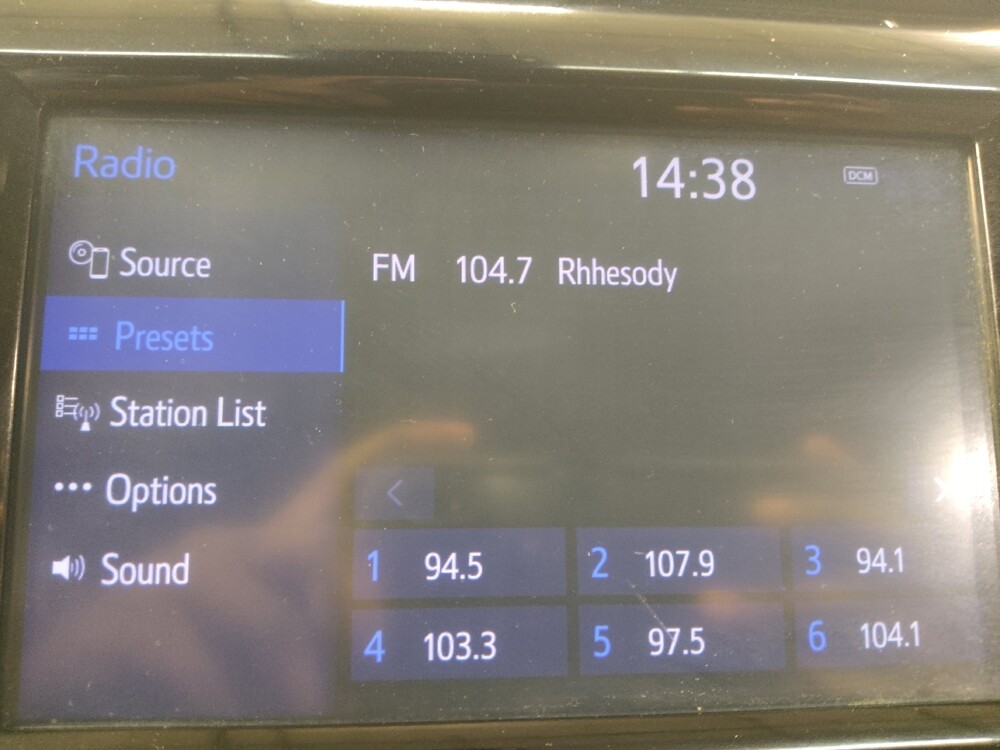 Radio
14:38 DCM
Source
FM 104.7 Rhhesody
Presets
Station List
Options
Sound
1 94.5 2 107.9 3 94.1
4 103.3 5 97.5 6 104.1